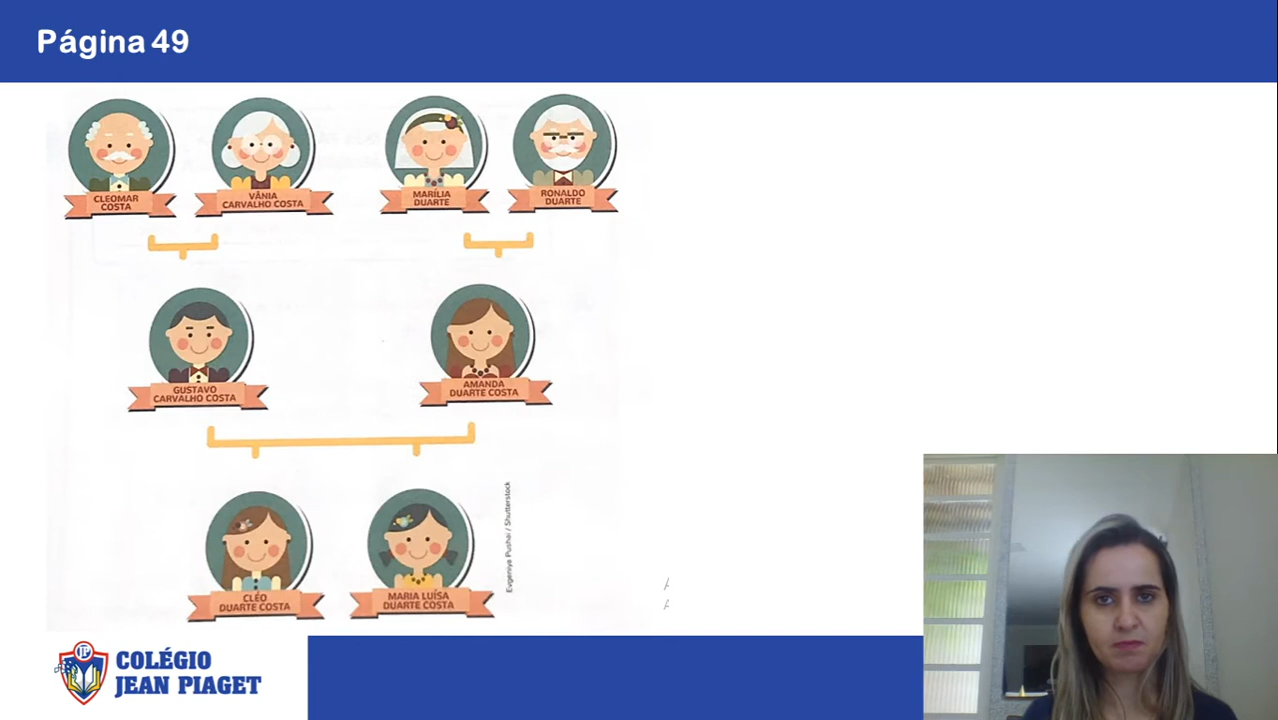 Página 49
CLEOMAR
COSTA
VÂNIA
CARVALHO COSTA
MARÍLIA
DUARTE
RONALDO
DUARTE
GUSTAVO
CARVALHO COSTA
AMANDA
DUARTE COSTA
CLÉO
DUARTE COSTA
MARIA LUÍSA
DUARTE COSTA
Evgeniya Pushai / Shutterstock
COLÉGIO
JEAN PIAGET